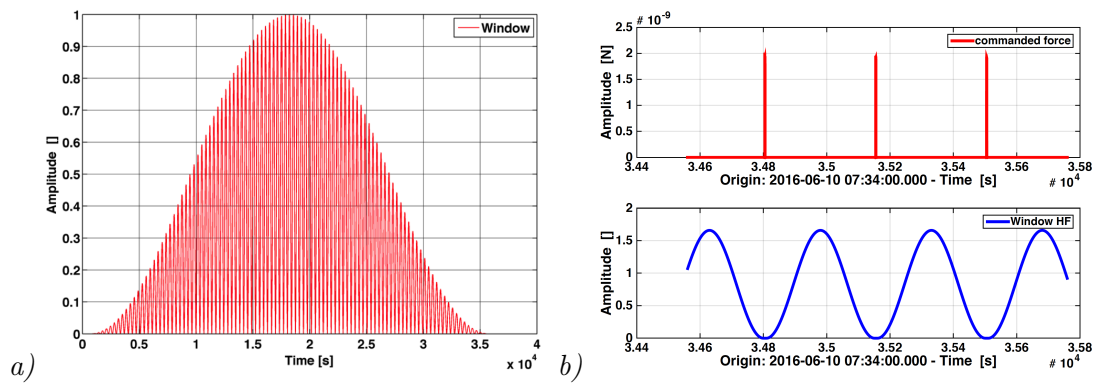 1
0.9
0.8
0.7
0.6
0.5
0.4
0.3
0.2
0.1
0
Amplitude []
Window
0 0.5 1 1.5 2 2.5 3 3.5 4
Time [s]
x 10^4
a)
# 10^-9
2.5
2
1.5
1
0.5
0
Amplitude [N]
commanded force
3.44 3.46 3.48 3.5 3.52 3.54 3.56 3.58
Origin: 2016-06-10 07:34:00.000 - Time [s]
# 10^4
2
1.5
1
0.5
0
Amplitude []
Window HF
3.44 3.46 3.48 3.5 3.52 3.54 3.56 3.58
Origin: 2016-06-10 07:34:00.000 - Time [s]
# 10^4
b)